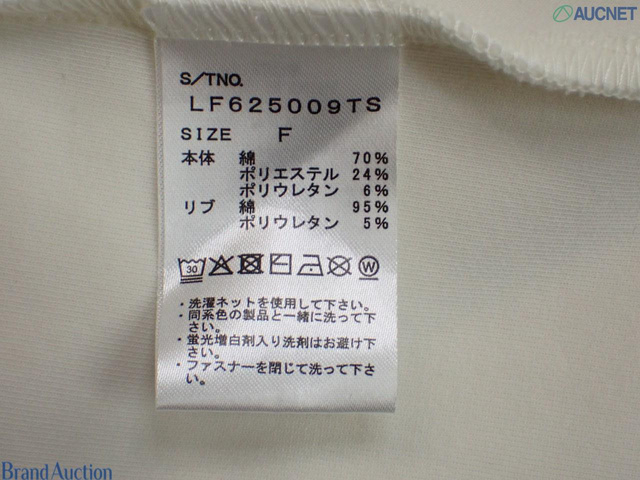 AUCNET
S/TNO.
LF625009TS
SIZE F
本体 綿 70%
ポリエステル 24%
ポリウレタン 6%
リブ 綿 95%
ポリウレタン 5%
30 W
・洗濯ネットを使用して下さい。
・同系色の製品と一緒に洗って下
さい。
・蛍光増白剤入り洗剤はお避け下
さい。
・ファスナーを閉じて洗って下さ
い。
Brand Auction